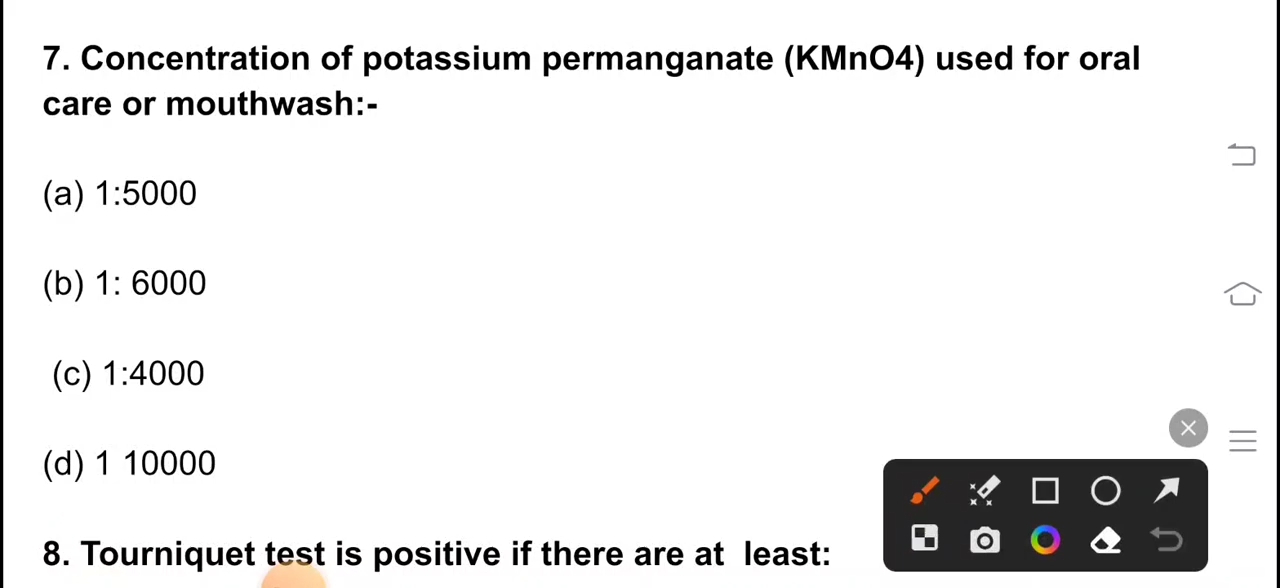 7. Concentration of potassium permanganate (KMnO4) used for oral
care or mouthwash:-
(a) 1:5000
(b) 1: 6000
(c) 1:4000
(d) 1 10000
8. Tourniquet test is positive if there are at least: